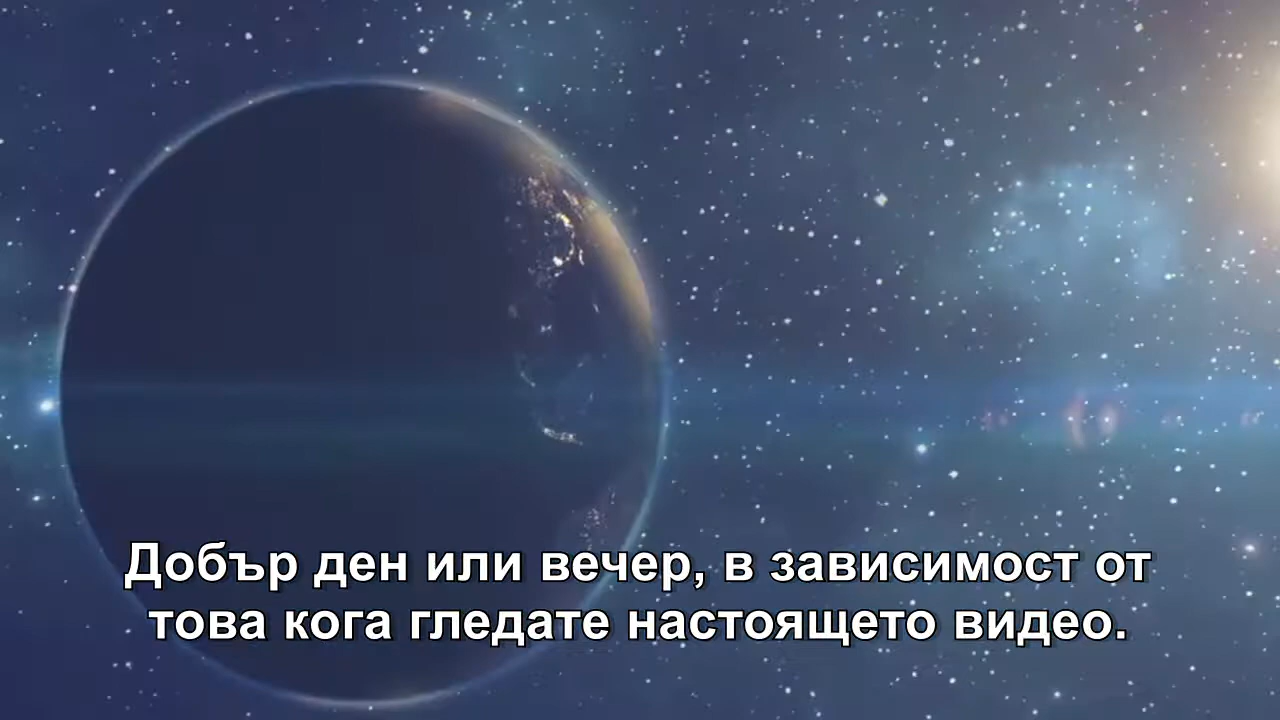 Добър ден или вечер, в зависимост от
това кога гледате настоящето видео.